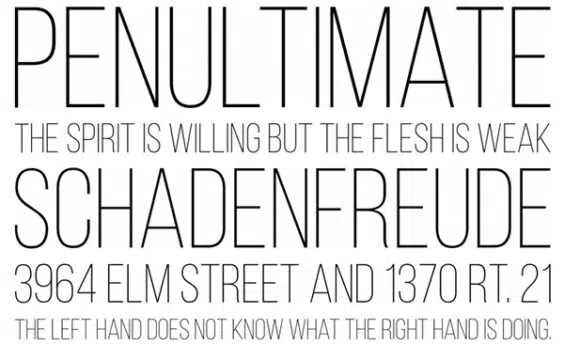 PENULTIMATE
THE SPIRIT IS WILLING BUT THE FLESH IS WEAK
SCHADENFREUDE
3964 ELM STREET AND 1370 RT. 21
THE LEFT HAND DOES NOT KNOW WHAT THE RIGHT HAND IS DOING.